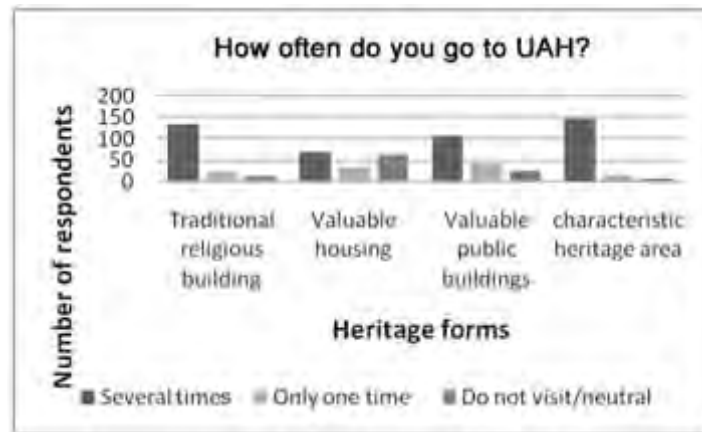 How often do you go to UAH?
Number of respondents
200
150
100
50
0
Traditional religious building
Valuable housing
Valuable public buildings
characteristic heritage area
Heritage forms
Several times
Only one time
Do not visit/neutral